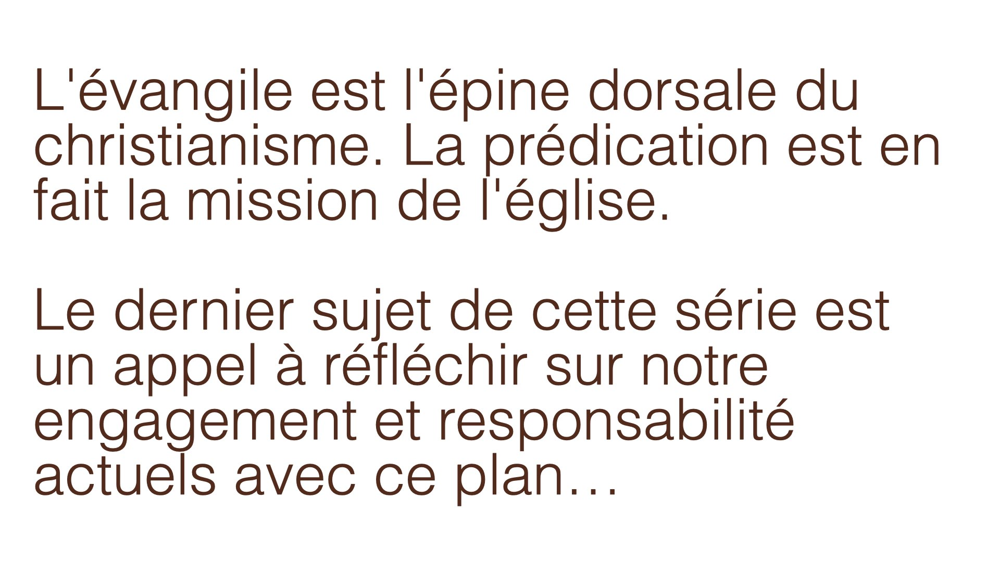 L'évangile est l'épine dorsale du
christianisme. La prédication est en
fait la mission de l'église.
Le dernier sujet de cette série est
un appel à réfléchir sur notre
engagement et responsabilité
actuels avec ce plan…